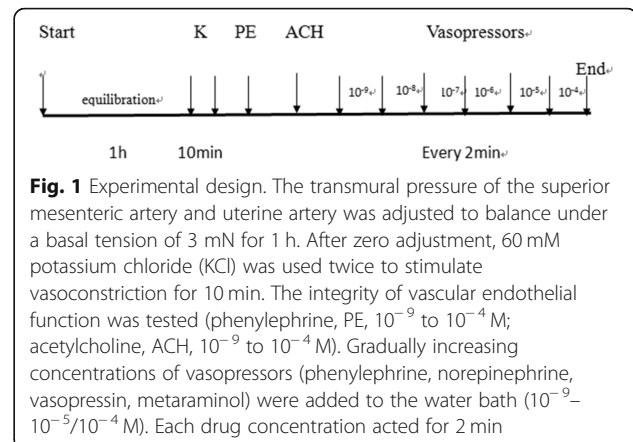 Start K PE ACH Vasopressors↵
End↵
equilibration↵ 10⁻⁹↵ 10⁻⁸↵ 10⁻⁷↵ 10⁻⁶↵ 10⁻⁵↵ 10⁻⁴↵
1h 10min Every 2min↵
Fig. 1 Experimental design. The transmural pressure of the superior
mesenteric artery and uterine artery was adjusted to balance under
a basal tension of 3 mN for 1 h. After zero adjustment, 60 mM
potassium chloride (KCl) was used twice to stimulate
vasoconstriction for 10 min. The integrity of vascular endothelial
function was tested (phenylephrine, PE, 10⁻⁹ to 10⁻⁴ M;
acetylcholine, ACH, 10⁻⁹ to 10⁻⁴ M). Gradually increasing
concentrations of vasopressors (phenylephrine, norepinephrine,
vasopressin, metaraminol) were added to the water bath (10⁻⁹–
10⁻⁵/10⁻⁴ M). Each drug concentration acted for 2 min